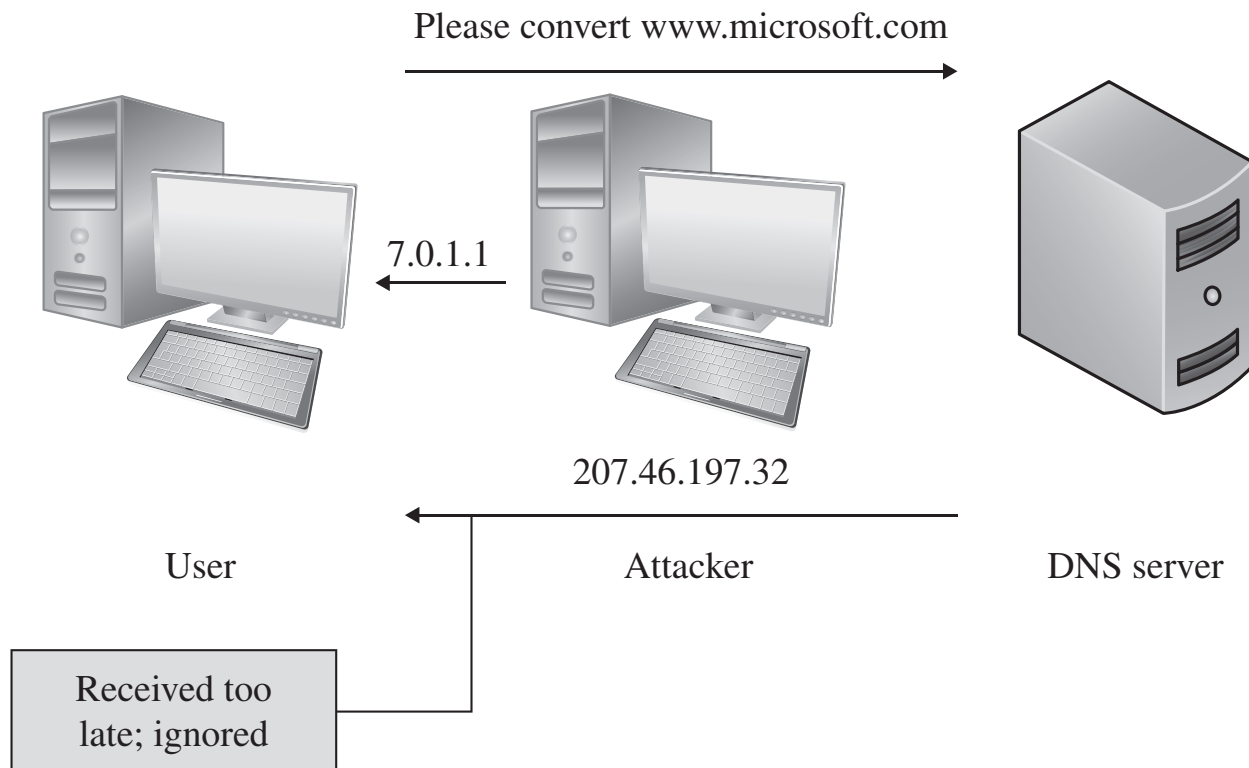 Please convert www.microsoft.com
7.0.1.1
207.46.197.32
User
Attacker
DNS server
Received too
late; ignored